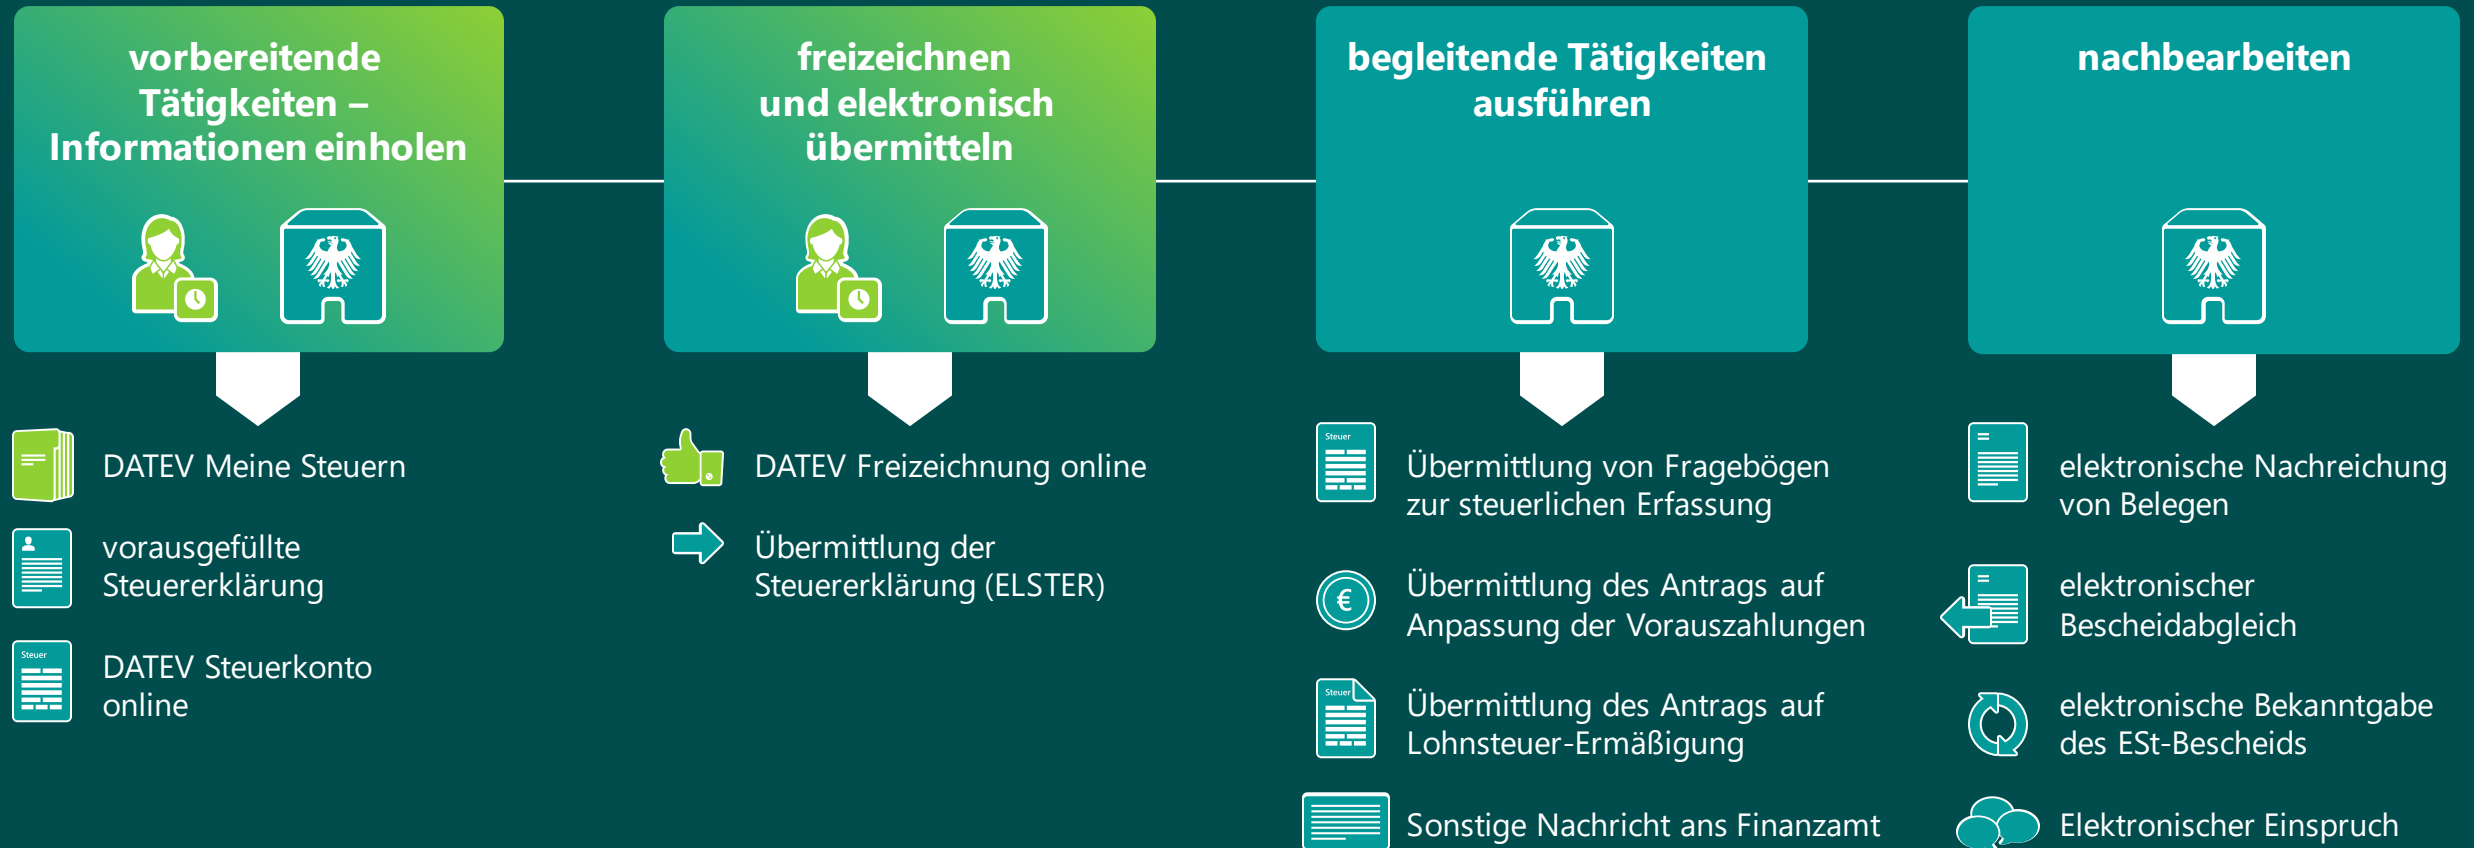 vorbereitende
Tätigkeiten –
Informationen einholen
DATEV Meine Steuern
vorausgefüllte
Steuererklärung
Steuer
DATEV Steuerkonto
online
freizeichnen
und elektronisch
übermitteln
DATEV Freizeichnung online
Übermittlung der
Steuererklärung (ELSTER)
begleitende Tätigkeiten
ausführen
Steuer
Übermittlung von Fragebögen
zur steuerlichen Erfassung
€
Übermittlung des Antrags auf
Anpassung der Vorauszahlungen
Steuer
Übermittlung des Antrags auf
Lohnsteuer-Ermäßigung
Sonstige Nachricht ans Finanzamt
nachbearbeiten
elektronische Nachreichung
von Belegen
elektronischer
Bescheidabgleich
elektronische Bekanntgabe
des ESt-Bescheids
Elektronischer Einspruch